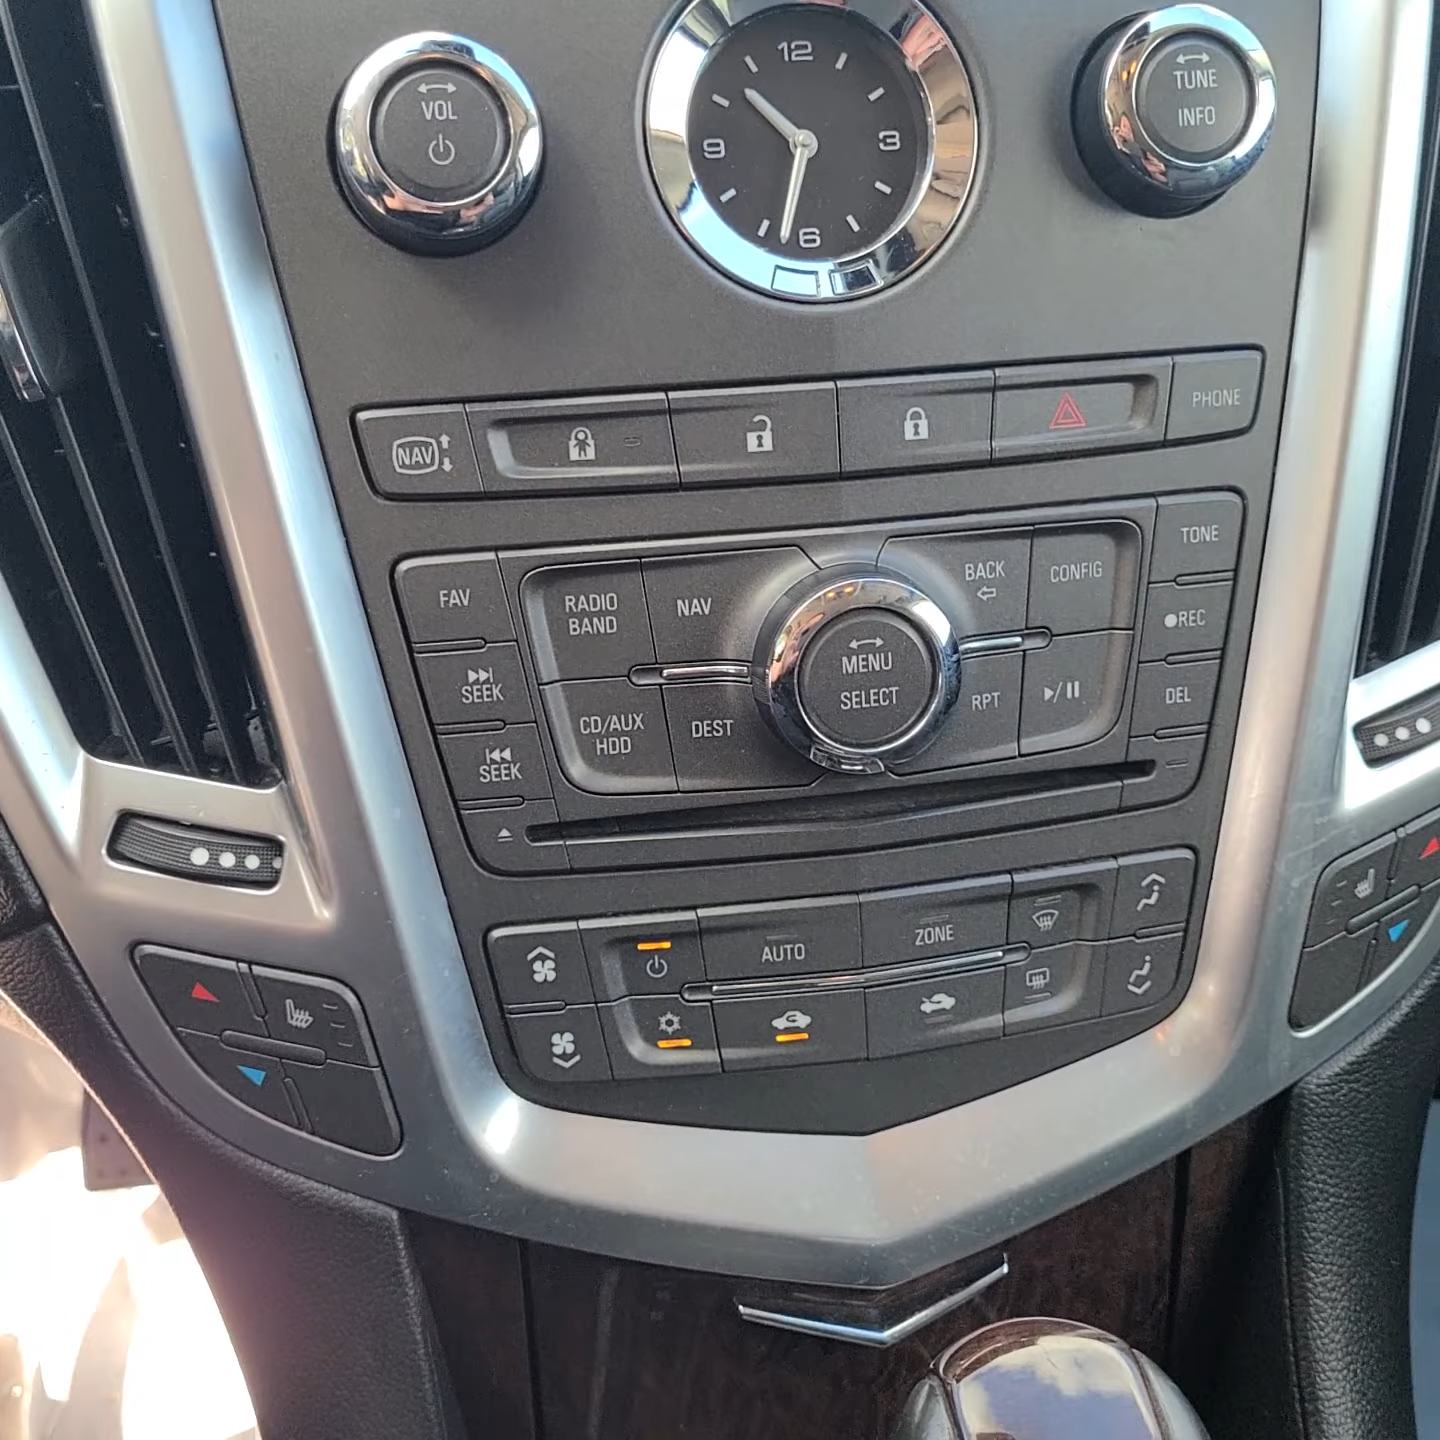 VOL
12
3
6
9
TUNE
INFO
NAV
PHONE
FAV
RADIO
BAND
NAV
BACK
CONFIG
TONE
SEEK
CD/AUX
HDD
DEST
MENU
SELECT
RPT
REC
DEL
SEEK
AUTO
ZONE